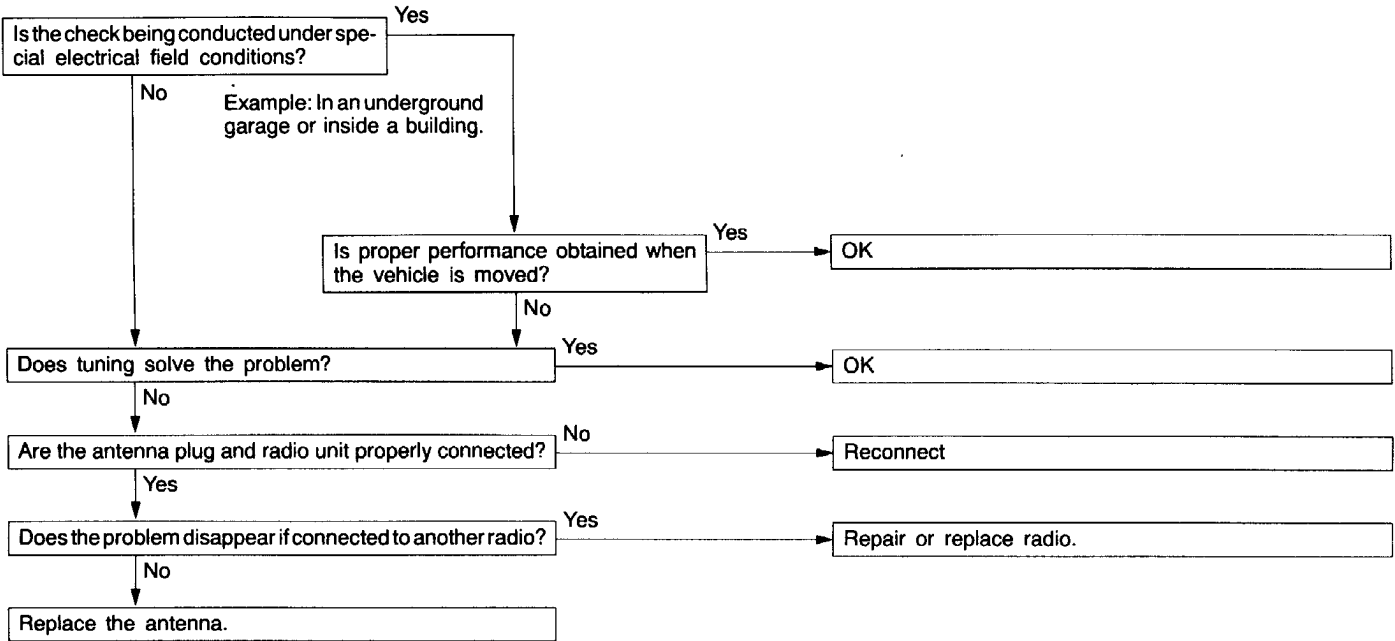 Is the check being conducted under spe-
cial electrical field conditions?
Yes
No
Example: In an underground
garage or inside a building.
Is proper performance obtained when
the vehicle is moved?
Yes
OK
No
Does tuning solve the problem?
Yes
OK
No
Are the antenna plug and radio unit properly connected?
No
Reconnect
Yes
Does the problem disappear if connected to another radio?
Yes
Repair or replace radio.
No
Replace the antenna.